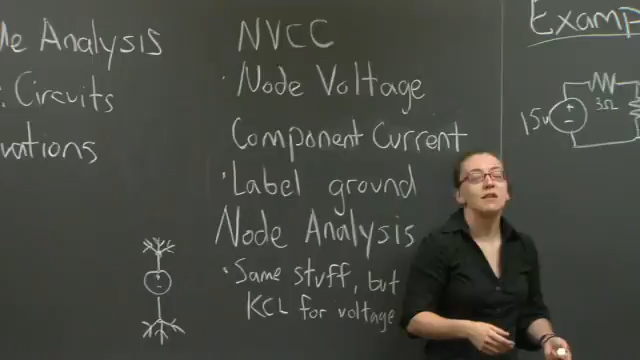 de Analysis
: Circuits
vations
NVCC
· Node Voltage
Component Current
· Label ground
Node Analysis
· Same stuff, but
KCL for voltage
Examp
15v
3Ω